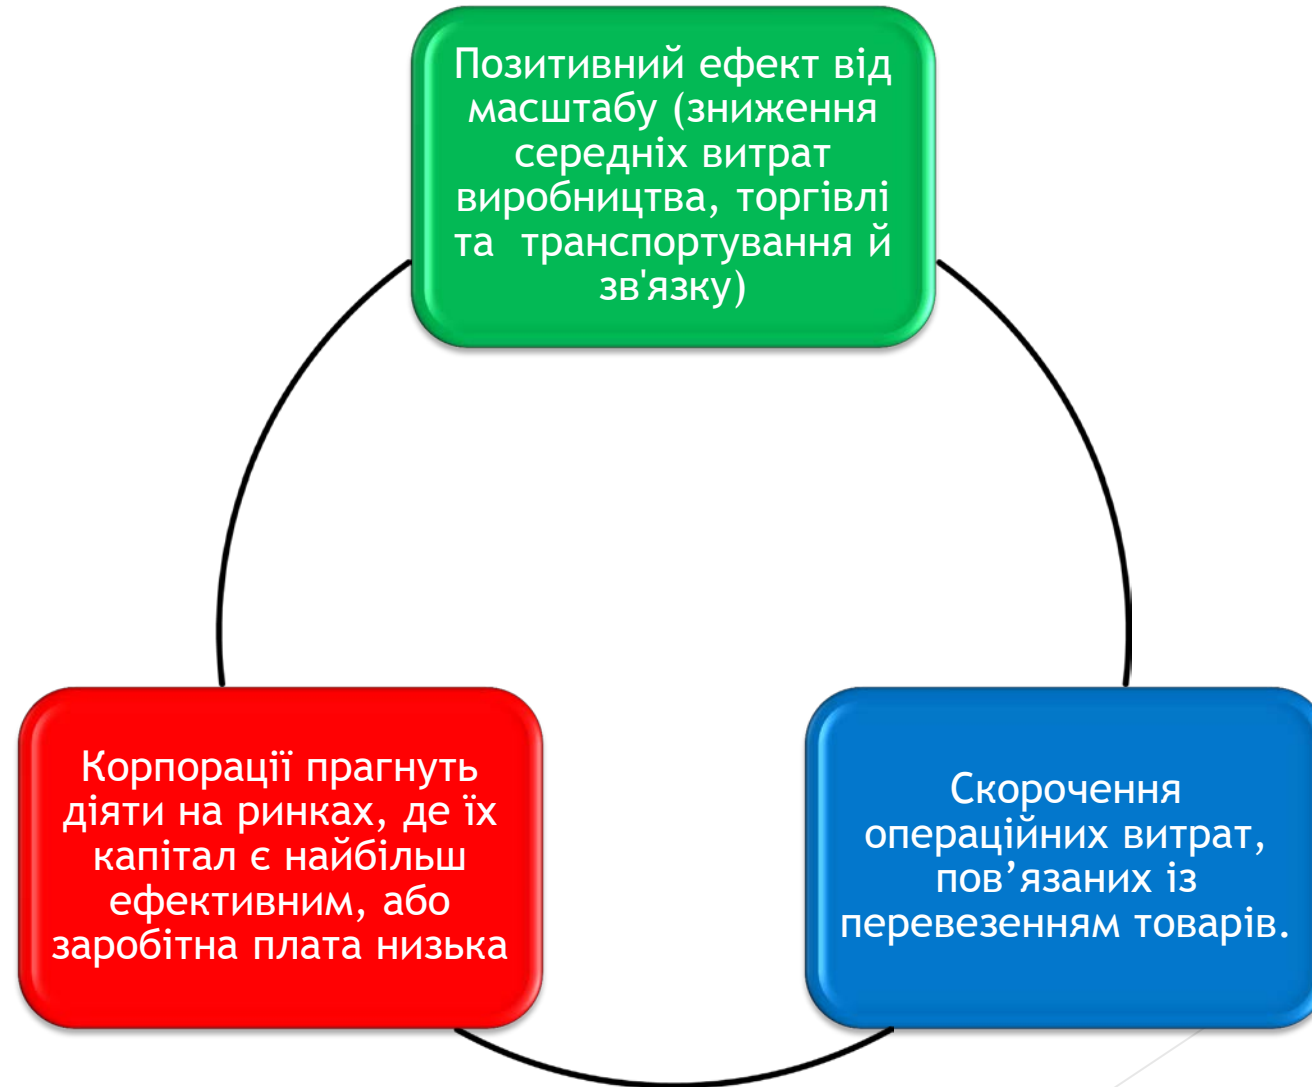 Позитивний ефект від
масштабу (зниження
середніх витрат
виробництва, торгівлі
та  транспортування й
зв'язку)
Корпорації прагнуть
діяти на ринках, де їх
капітал є найбільш
ефективним, або
заробітна плата низька
Скорочення
операційних витрат,
пов’язаних із
перевезенням товарів.